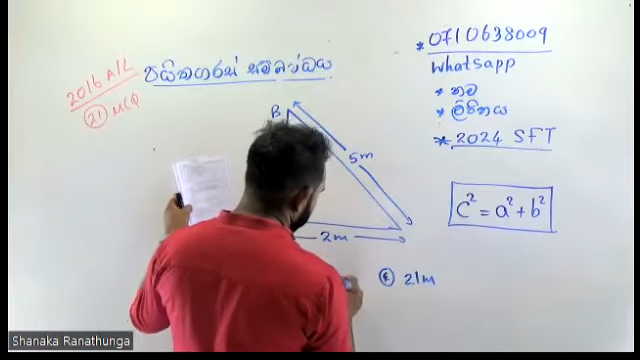 2016 A/L
21 MCQ
පයිතගරස් සම්බන්ධය
* 0710638009
Whatsapp
* නම
* ලිපිනය
* 2024 SFT
B
5m
2m
C² = a² + b²
21m
Shanaka Ranathunga